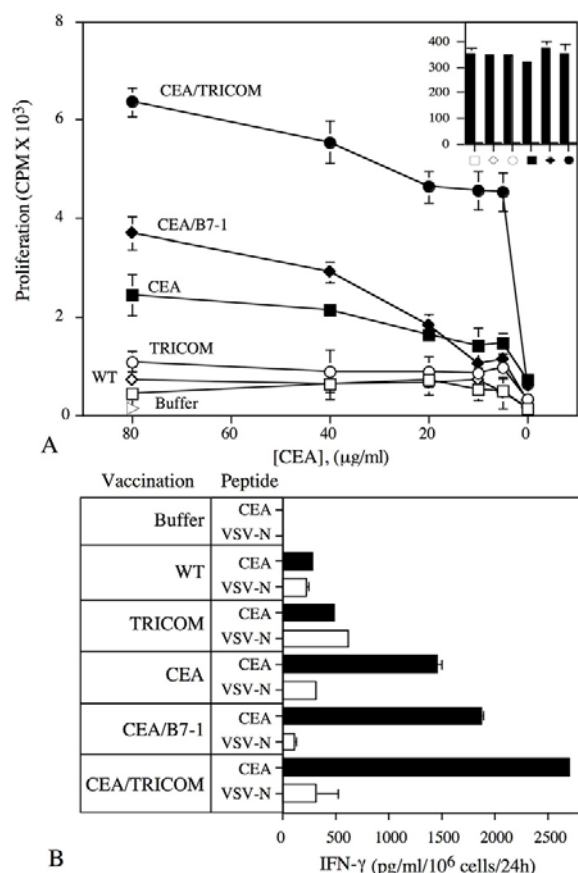 8
6
4
2
0
Proliferation (CPM X 10³)
CEA/TRICOM
CEA/B7-1
CEA
TRICOM
WT
Buffer
400
300
200
100
0
80 60 40 20 0
[CEA], (µg/ml)
A
Vaccination Peptide
Buffer CEA
VSV-N
WT CEA
VSV-N
TRICOM CEA
VSV-N
CEA CEA
VSV-N
CEA/B7-1 CEA
VSV-N
CEA/TRICOM CEA
VSV-N
0 500 1000 1500 2000 2500
B IFN-γ (pg/ml/10⁶ cells/24h)